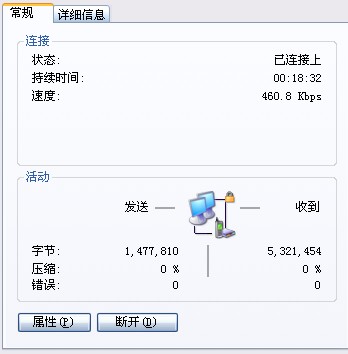 常规 详细信息
连接
状态: 已连接上
持续时间: 00:18:32
速度: 460.8 Kbps
活动
发送 收到
字节: 1,477,810 5,321,454
压缩: 0 % 0 %
错误: 0 0
属性(P) 断开(D)